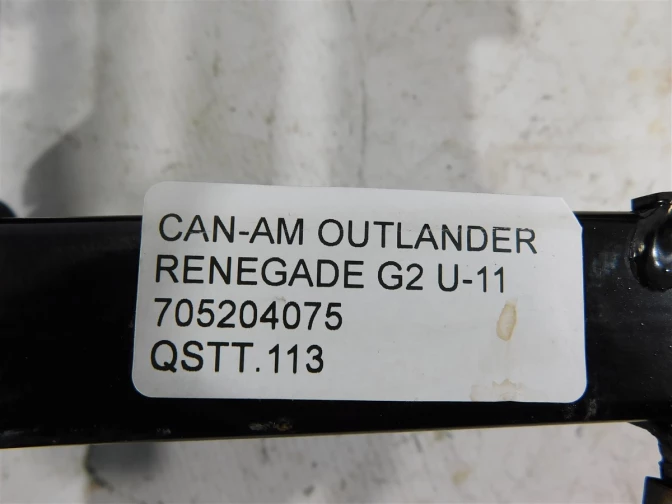 CAN-AM OUTLANDER
RENEGADE G2 U-11
705204075
QSTT.113